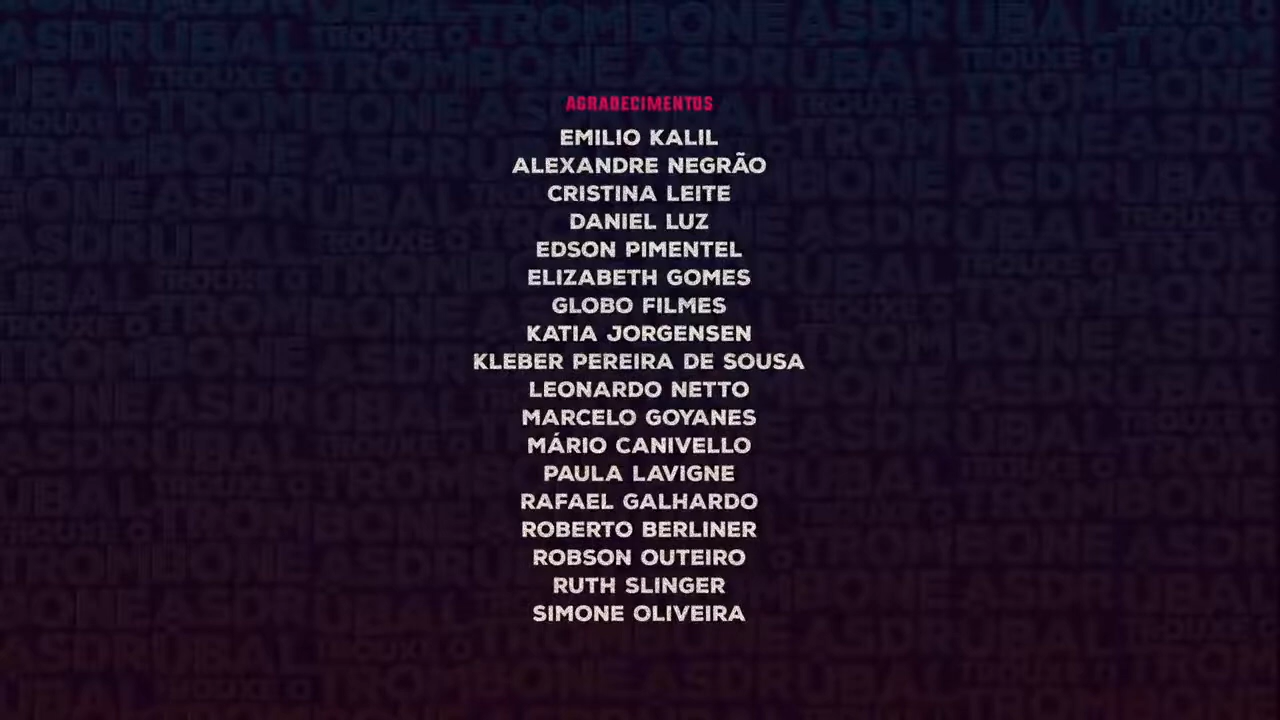 AGRADECIMENTOS
EMILIO KALIL
ALEXANDRE NEGRÃO
CRISTINA LEITE
DANIEL LUZ
EDSON PIMENTEL
ELIZABETH GOMES
GLOBO FILMES
KATIA JORGENSEN
KLEBER PEREIRA DE SOUSA
LEONARDO NETTO
MARCELO GOYANES
MÁRIO CANIVELLO
PAULA LAVIGNE
RAFAEL GALHARDO
ROBERTO BERLINER
ROBSON OUTEIRO
RUTH SLINGER
SIMONE OLIVEIRA